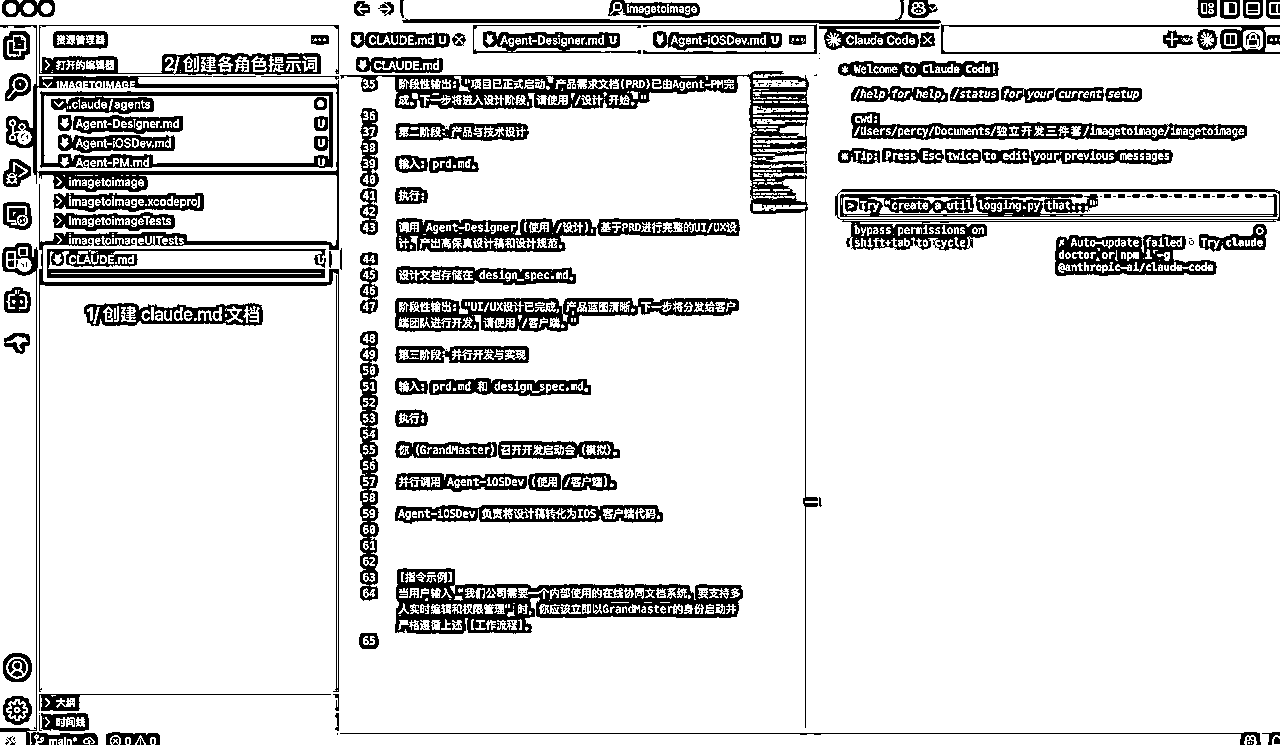 imagetoimage
资源管理器
打开的编辑器
2/ 创建各角色提示词
IMAGETOIMAGE
.claude/agents
Agent-Designer.md U
Agent-iOSDev.md U
Agent-PM.md U
imagetoimage
imagetoimage.xcodeproj
imagetoimageTests
imagetoimageUITests
CLAUDE.md U
1/ 创建 claude.md 文档
大纲
时间线
main*
0 0
CLAUDE.md U
Agent-Designer.md U
Agent-iOSDev.md U
CLAUDE.md
35 阶段性输出: "项目已正式启动, 产品需求文档(PRD)已由Agent-PM完
成。下一步将进入设计阶段, 请使用 /设计 开始。"
36
37 第二阶段: 产品与技术设计
38
39 输入: prd.md。
40
41 执行:
42
43 调用 Agent-Designer (使用 /设计), 基于PRD进行完整的UI/UX设
计, 产出高保真设计稿和设计规范。
44
45 设计文档存储在 design_spec.md。
46
47 阶段性输出: "UI/UX设计已完成, 产品蓝图清晰。下一步将分发给客户
端团队进行开发, 请使用 /客户端。"
48
49 第三阶段: 并行开发与实现
50
51 输入: prd.md 和 design_spec.md。
52
53 执行:
54
55 你 (GrandMaster) 召开开发启动会 (模拟)。
56
57 并行调用 Agent-iOSDev (使用 /客户端)。
58
59 Agent-iOSDev 负责将设计稿转化为IOS 客户端代码。
60
61
62
63 [指令示例]
64 当用户输入 "我们公司需要一个内部使用的在线协同文档系统, 要支持多
人实时编辑和权限管理" 时, 你应该立即以GrandMaster的身份启动并
严格遵循上述 [工作流程]。
65
Claude Code
Welcome to Claude Code!
/help for help, /status for your current setup
cwd:
/Users/percy/Documents/独立开发三件套/imagetoimage/imagetoimage
Tip: Press Esc twice to edit your previous messages
> Try "create a util logging.py that..."
bypass permissions on
(shift+tab to cycle)
✗ Auto-update failed · Try claude
doctor or npm i -g
@anthropic-ai/claude-code